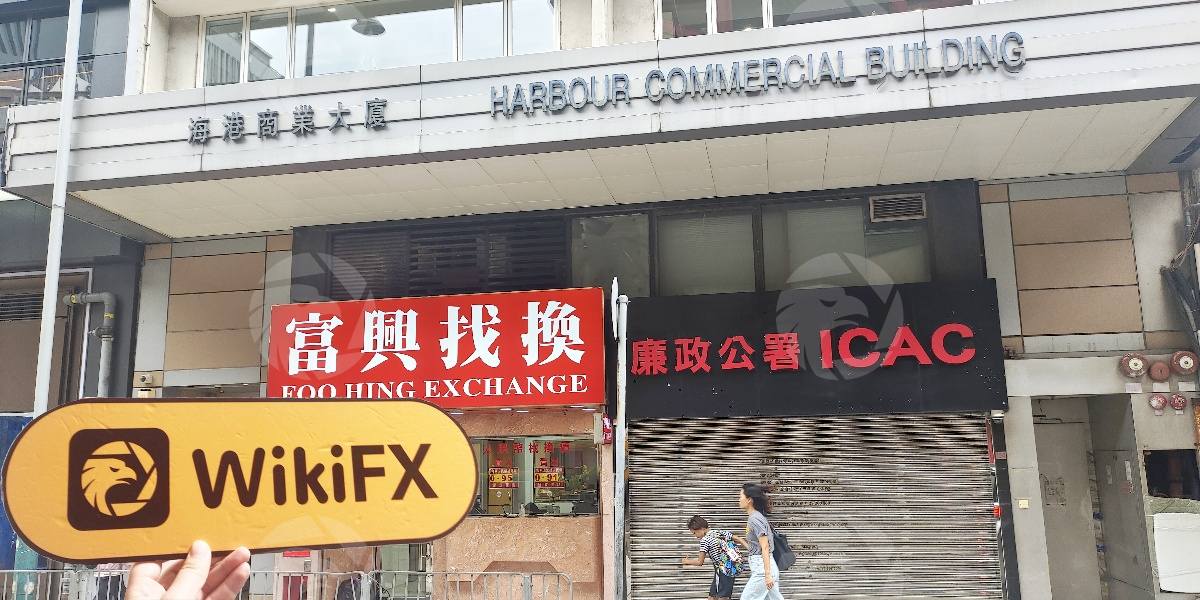 海港商業大廈 HARBOUR COMMERCIAL BUILDING
富興找換
FOO HING EXCHANGE
廉政公署 ICAC
WikiFX